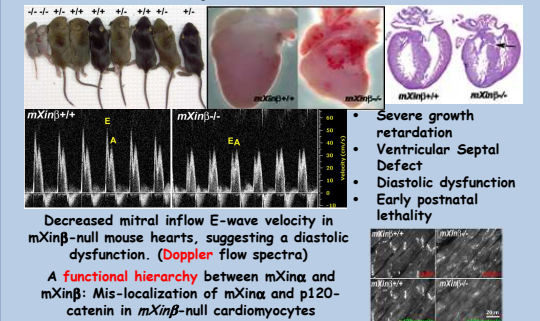 -/- -/- +/- +/- +/+ +/+ +/- +/+ +/-
mXinβ+/+
mXinβ-/-
mXinβ+/+
mXinβ-/-
mXinβ+/+
mXinβ-/-
E
A
EA
60
50
40
30
20
10
0
-10
Velocity (cm/s)
• Severe growth
retardation
• Ventricular Septal
Defect
• Diastolic dysfunction
• Early postnatal
lethality
Decreased mitral inflow E-wave velocity in
mXinβ-null mouse hearts, suggesting a diastolic
dysfunction. (Doppler flow spectra)
A functional hierarchy between mXinα and
mXinβ: Mis-localization of mXinα and p120-
catenin in mXinβ-null cardiomyocytes
mXinβ+/+
mXinβ-/-
mXinβ+/+
mXinβ-/-